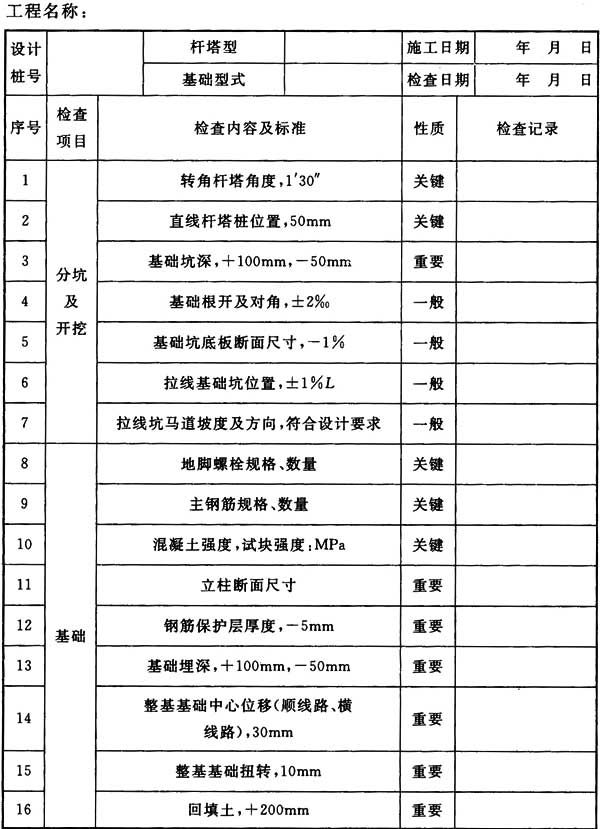 工程名称：
设计桩号 杆塔型 施工日期 年 月 日
基础型式 检查日期 年 月 日
序号 检查项目 检查内容及标准 性质 检查记录
分坑及开挖
1 转角杆塔角度，1′30″ 关键
2 直线杆塔桩位置，50mm 关键
3 基础坑深，＋100mm，－50mm 重要
4 基础根开及对角，±2‰ 一般
5 基础坑底板断面尺寸，－1% 一般
6 拉线基础坑位置，±1%L 一般
7 拉线坑马道坡度及方向，符合设计要求 一般
基础
8 地脚螺栓规格、数量 关键
9 主钢筋规格、数量 关键
10 混凝土强度，试块强度：MPa 关键
11 立柱断面尺寸 重要
12 钢筋保护层厚度，－5mm 重要
13 基础埋深，＋100mm，－50mm 重要
14 整基基础中心位移（顺线路、横
线路），30mm 重要
15 整基基础扭转，10mm 重要
16 回填土，＋200mm 重要